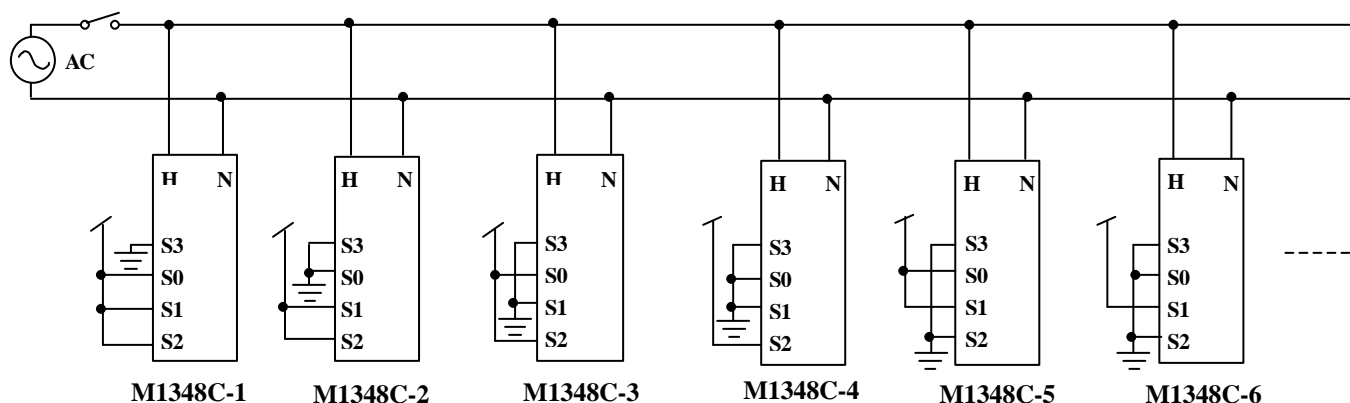 AC
H N
S3
S0
S1
S2
M1348C-1
H N
S3
S0
S1
S2
M1348C-2
H N
S3
S0
S1
S2
M1348C-3
H N
S3
S0
S1
S2
M1348C-4
H N
S3
S0
S1
S2
M1348C-5
H N
S3
S0
S1
S2
M1348C-6